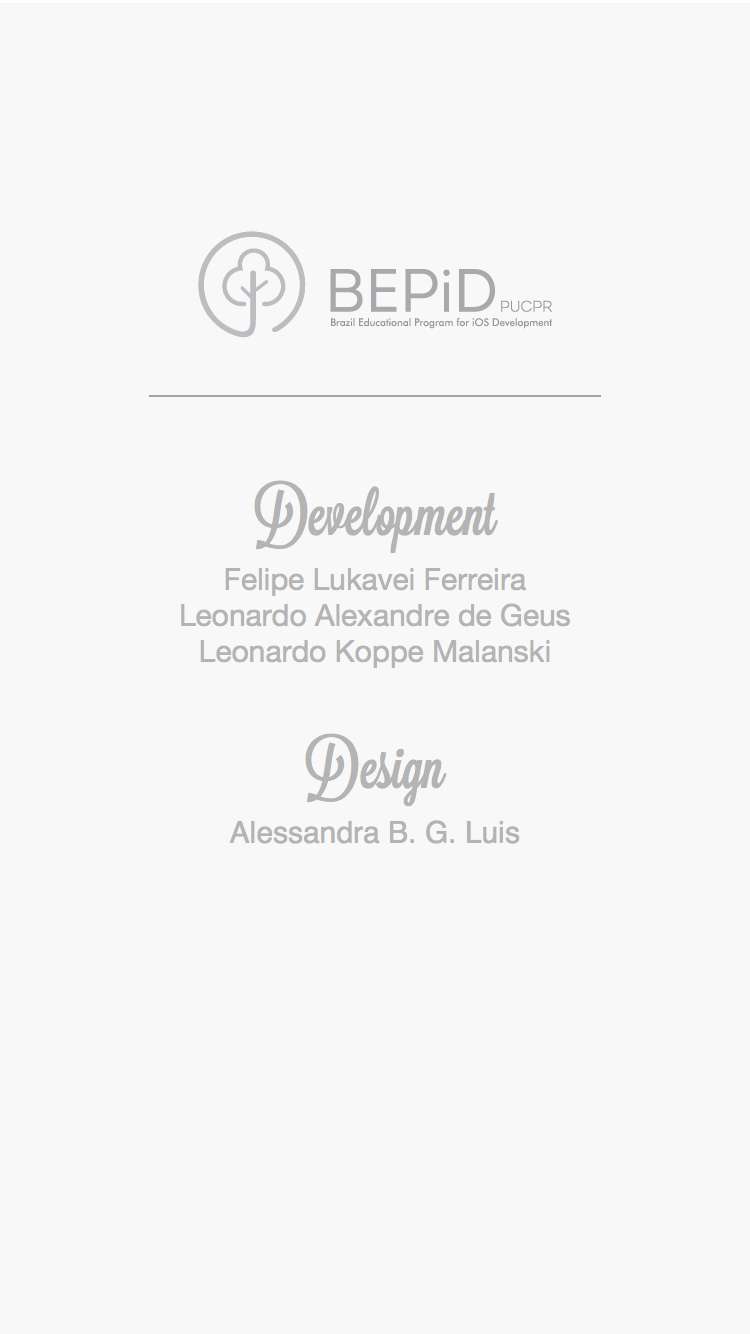 BEPiD PUCPR
Brazil Educational Program for iOS Development
Development
Felipe Lukavei Ferreira
Leonardo Alexandre de Geus
Leonardo Koppe Malanski
Design
Alessandra B. G. Luis